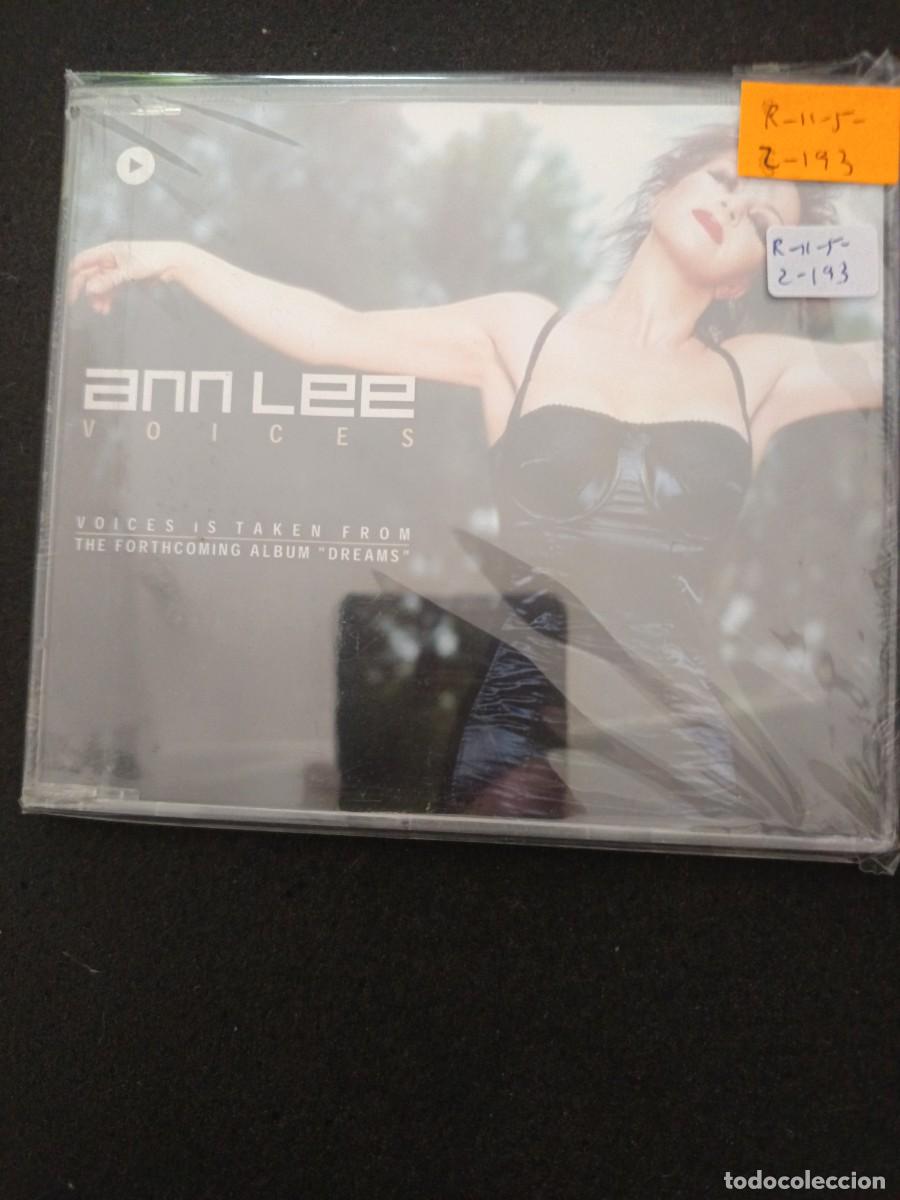 R-11-5-
2-193
R-11-5-
2-193
ann Lee
VOICES
VOICES iS TAKEN FROM
THE FORTHCOMING ALBUM "DREAMS"
todocoleccion